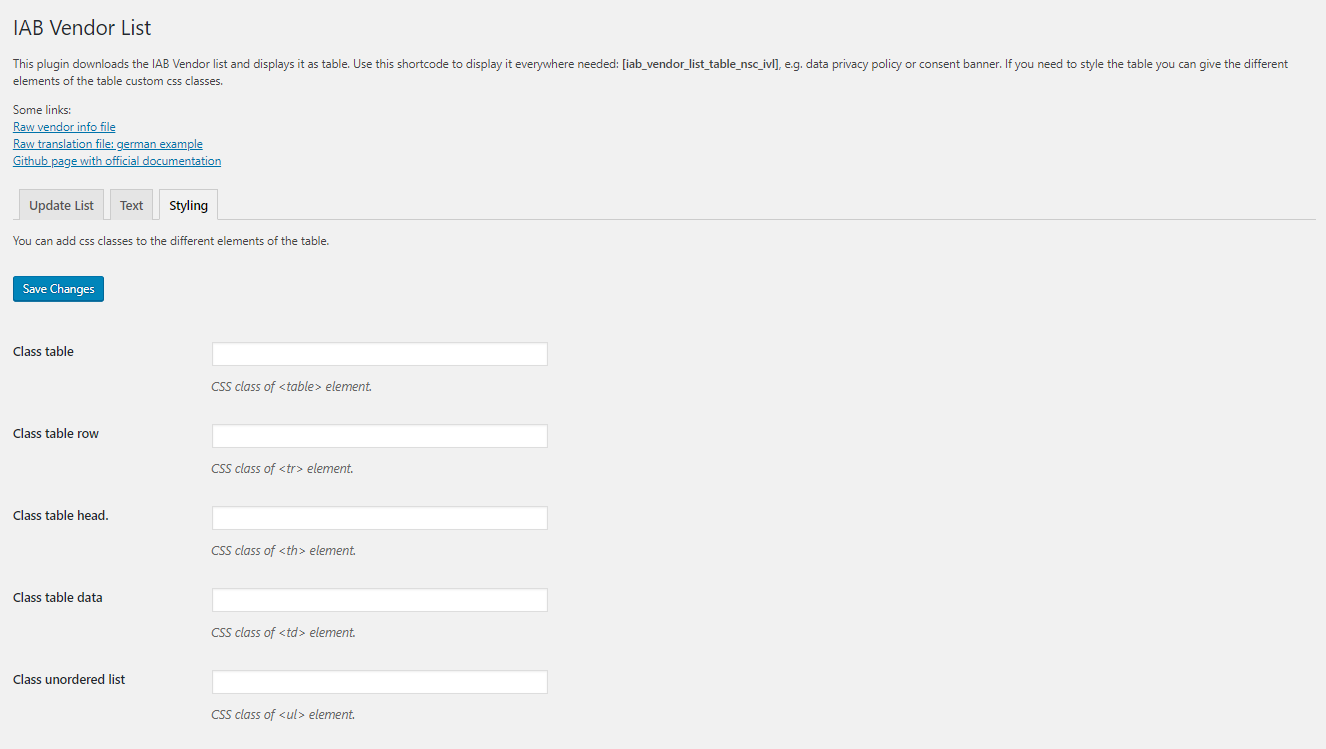 IAB Vendor List
This plugin downloads the IAB Vendor list and displays it as table. Use this shortcode to display it everywhere needed: [iab_vendor_list_table_nsc_ivl], e.g. data privacy policy or consent banner. If you need to style the table you can give the different
elements of the table custom css classes.
Some links:
Raw vendor info file
Raw translation file: german example
Github page with official documentation
Update List Text Styling
You can add css classes to the different elements of the table.
Save Changes
Class table
CSS class of <table> element.
Class table row
CSS class of <tr> element.
Class table head.
CSS class of <th> element.
Class table data
CSS class of <td> element.
Class unordered list
CSS class of <ul> element.